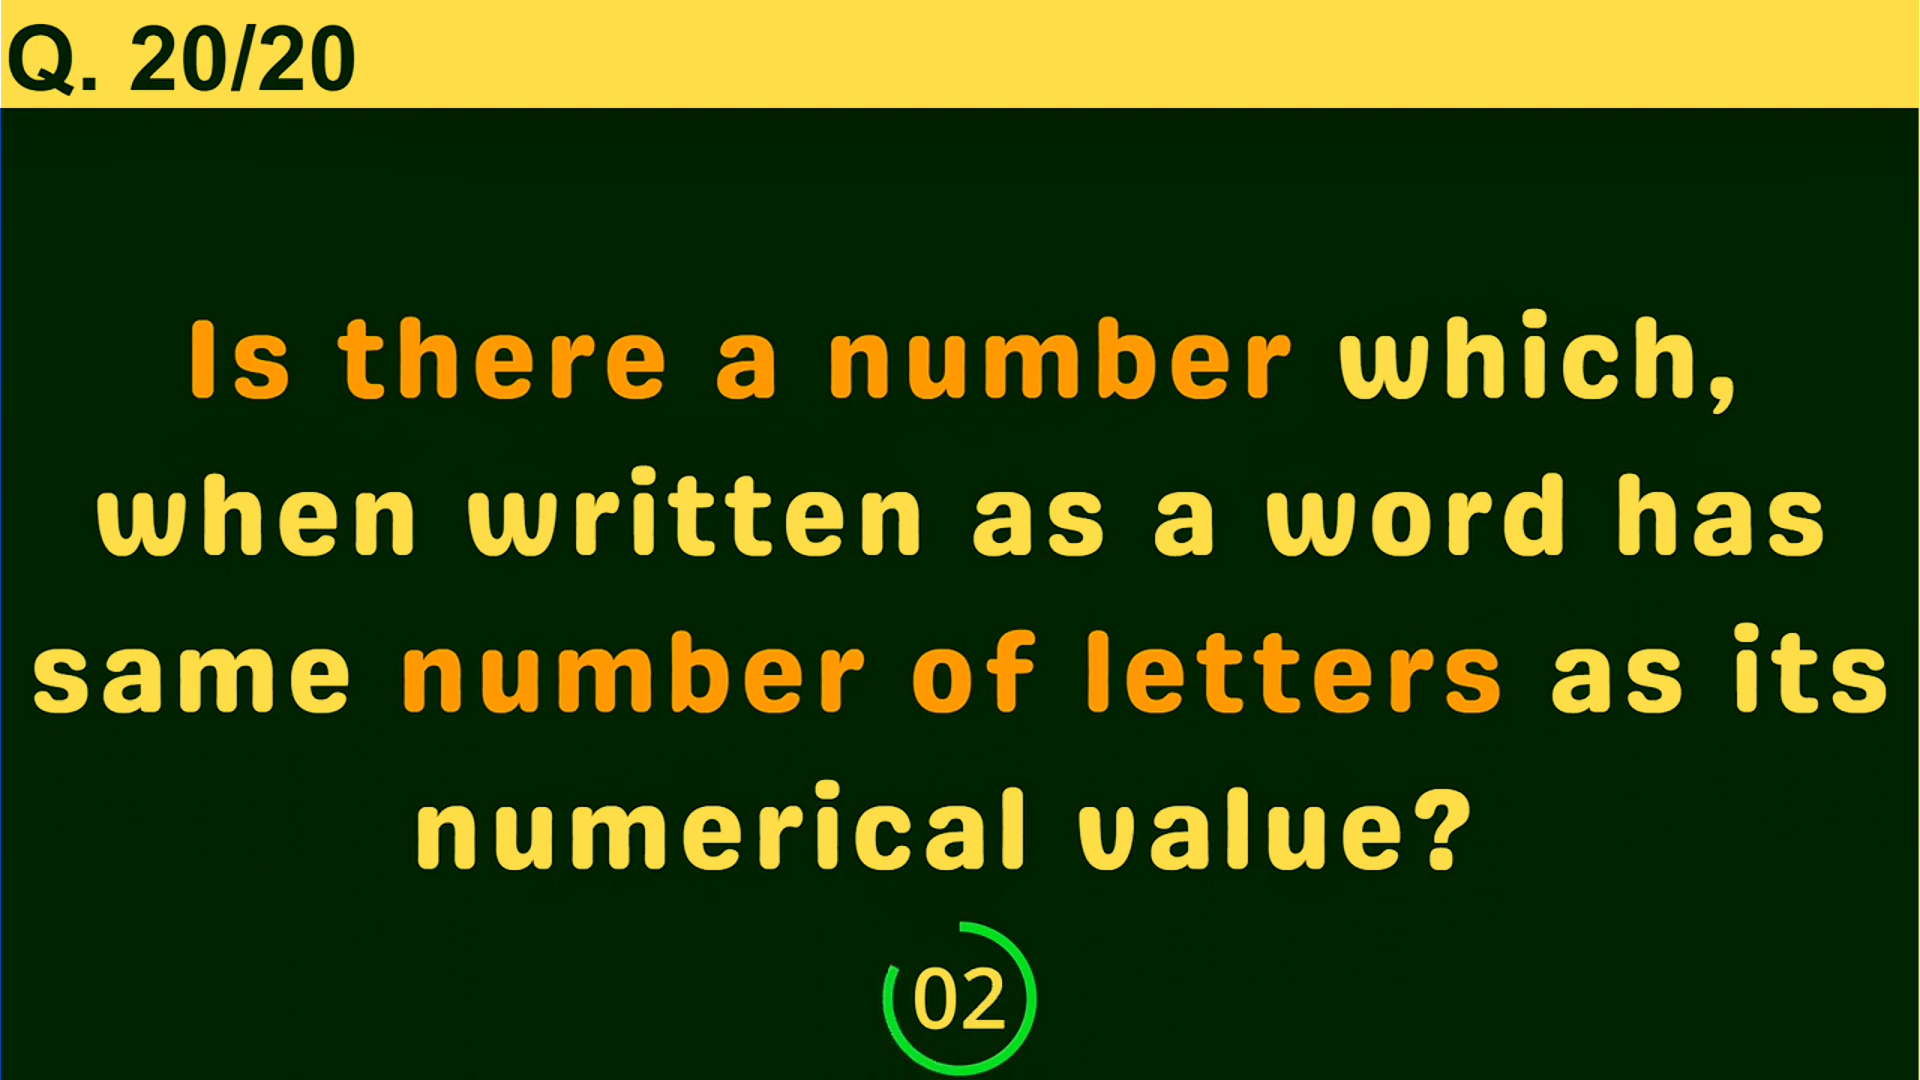 Q. 20/20
Is there a number which,
when written as a word has
same number of letters as its
numerical value?
02